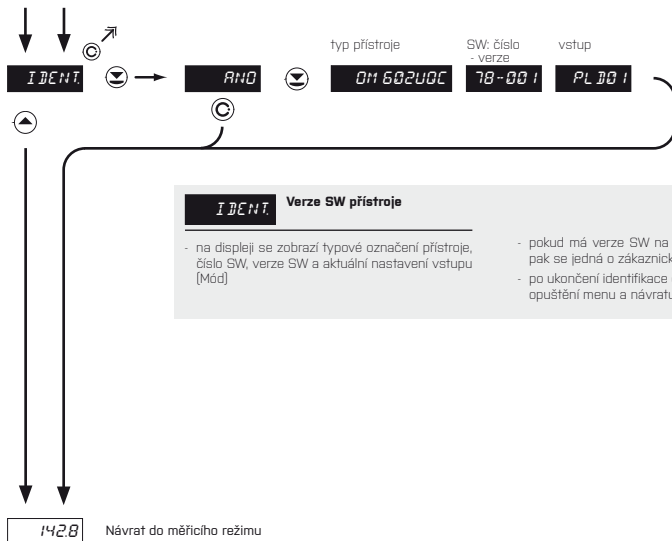 typ přístroje
SW: číslo
- verze
vstup
IDENT.
ANO
OM 602UQC
78-001
PL D01
IDENT.
Verze SW přístroje
- na displeji se zobrazí typové označení přístroje,
číslo SW, verze SW a aktuální nastavení vstupu
(Mód)
- pokud má verze SW na
pak se jedná o
- po ukončení identifikace
opuštění menu a návratu
142.8
Návrat do měřicího režimu